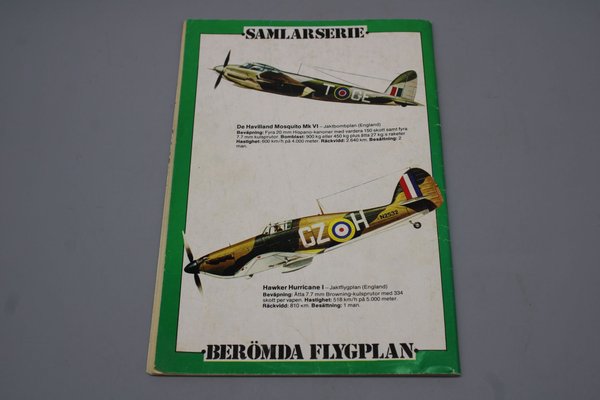 ·SAMLARSERIE·
T GE
De Havilland Mosquito Mk VI – Jaktbombplan (England)
Beväpning: Fyra 20 mm Hispano-kanoner med vardera 150 skott samt fyra
7.7 mm kulsprutor. Bomblast: 900 kg eller 450 kg plus åtta 27 kg:s raketer.
Hastighet: 600 km/h på 4.000 meter. Räckvidd: 2.640 km. Besättning: 2
man.
GZ H
N2532
Hawker Hurricane I – Jaktflygplan (England)
Beväpning: Åtta 7.7 mm Browning-kulsprutor med 334
skott per vapen. Hastighet: 518 km/h på 5.000 meter.
Räckvidd: 810 km. Besättning: 1 man.
·BERÖMDA FLYGPLAN·